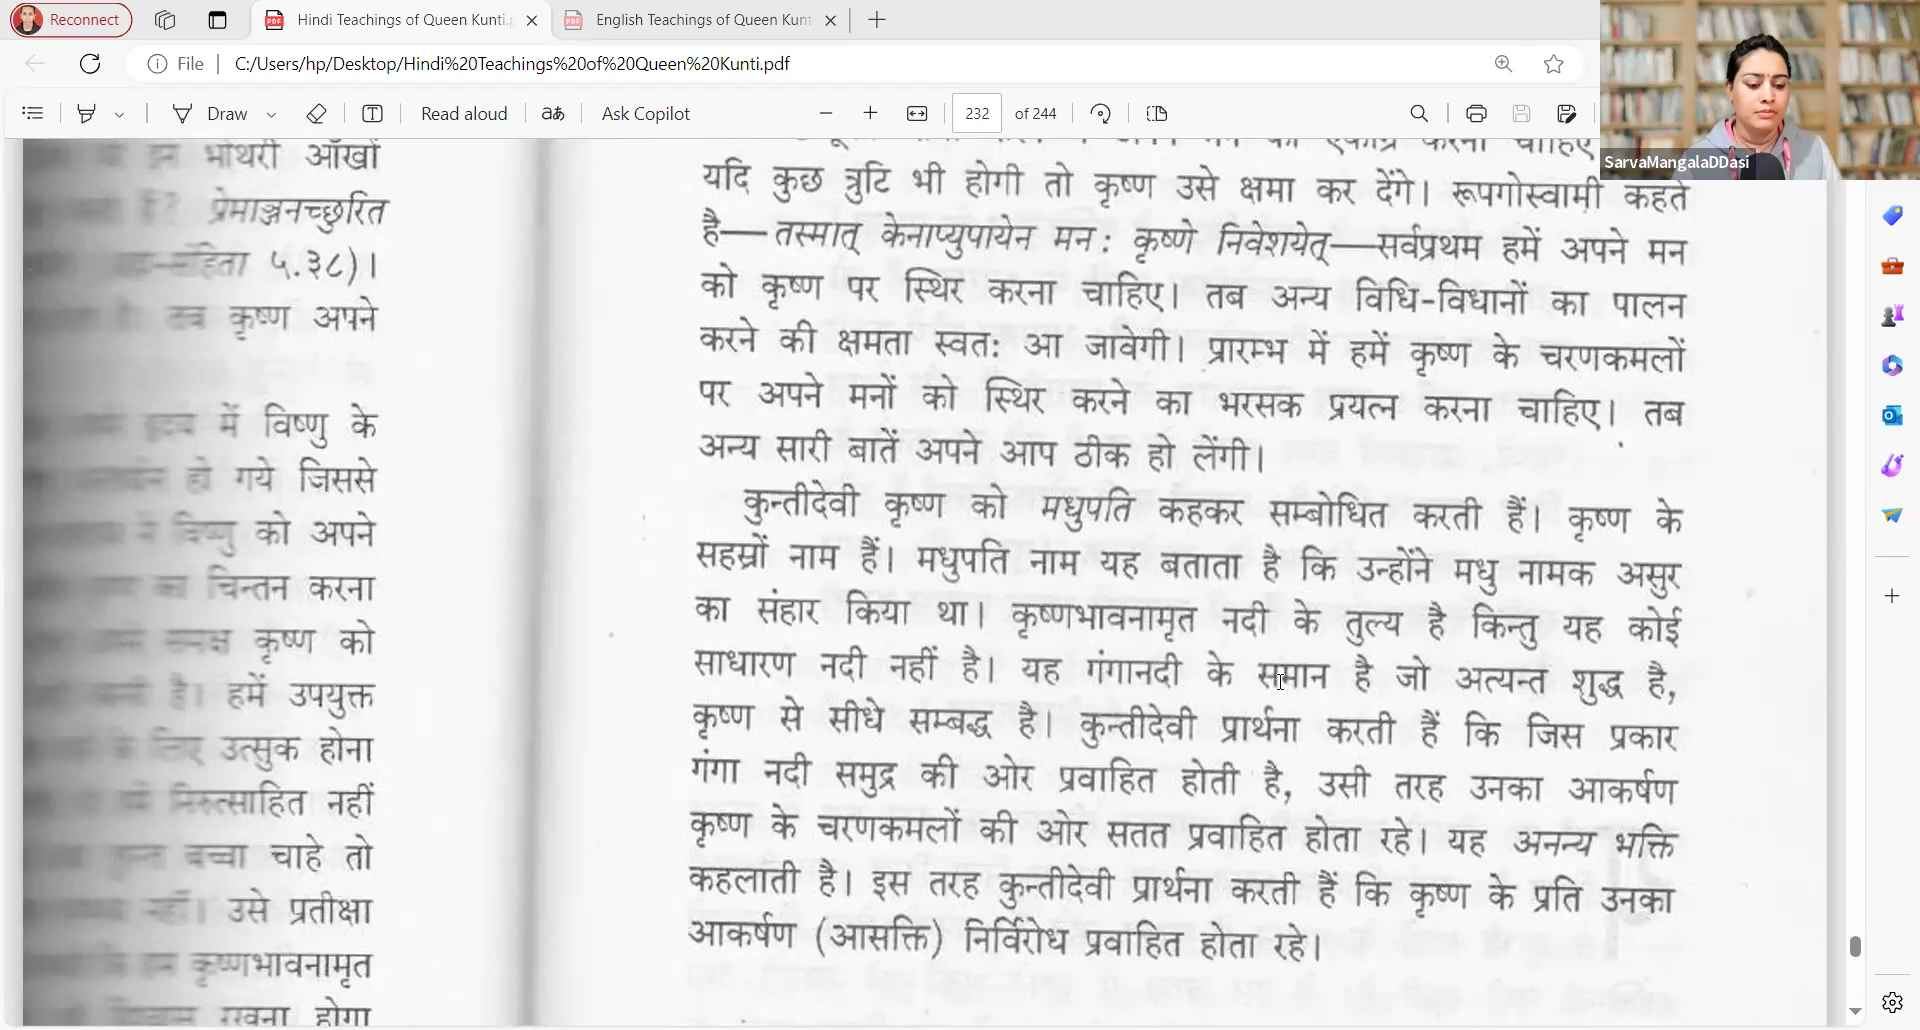 Reconnect
Hindi Teachings of Queen Kunti.p
English Teachings of Queen Kunt
File
C:/Users/hp/Desktop/Hindi%20Teachings%20of%20Queen%20Kunti.pdf
Draw
Read aloud
aあ
Ask Copilot
232 of 244
SarvaMangalaDDasi
भोथरी आँखों
प्रेमाञ्जनच्छुरित
५.३८)।
कृष्ण अपने
में विष्णु के
हो गये जिससे
विष्णु को अपने
का चिन्तन करना
समक्ष कृष्ण को
है। हमें उपयुक्त
लिए उत्सुक होना
निरुत्साहित नहीं
बच्चा चाहे तो
उसे प्रतीक्षा
कृष्णभावनामृत
रखना होगा
एकाग्र करना चाहिए
यदि कुछ त्रुटि भी होगी तो कृष्ण उसे क्षमा कर देंगे। रूपगोस्वामी कहते
है—तस्मात् केनाप्युपायेन मनः कृष्णे निवेशयेत्—सर्वप्रथम हमें अपने मन
को कृष्ण पर स्थिर करना चाहिए। तब अन्य विधि-विधानों का पालन
करने की क्षमता स्वतः आ जावेगी। प्रारम्भ में हमें कृष्ण के चरणकमलों
पर अपने मनों को स्थिर करने का भरसक प्रयत्न करना चाहिए। तब
अन्य सारी बातें अपने आप ठीक हो लेंगी।
कुन्तीदेवी कृष्ण को मधुपति कहकर सम्बोधित करती हैं। कृष्ण के
सहस्रों नाम हैं। मधुपति नाम यह बताता है कि उन्होंने मधु नामक असुर
का संहार किया था। कृष्णभावनामृत नदी के तुल्य है किन्तु यह कोई
साधारण नदी नहीं है। यह गंगानदी के समान है जो अत्यन्त शुद्ध है,
कृष्ण से सीधे सम्बद्ध है। कुन्तीदेवी प्रार्थना करती हैं कि जिस प्रकार
गंगा नदी समुद्र की ओर प्रवाहित होती है, उसी तरह उनका आकर्षण
कृष्ण के चरणकमलों की ओर सतत प्रवाहित होता रहे। यह अनन्य भक्ति
कहलाती है। इस तरह कुन्तीदेवी प्रार्थना करती हैं कि कृष्ण के प्रति उनका
आकर्षण (आसक्ति) निर्विरोध प्रवाहित होता रहे।